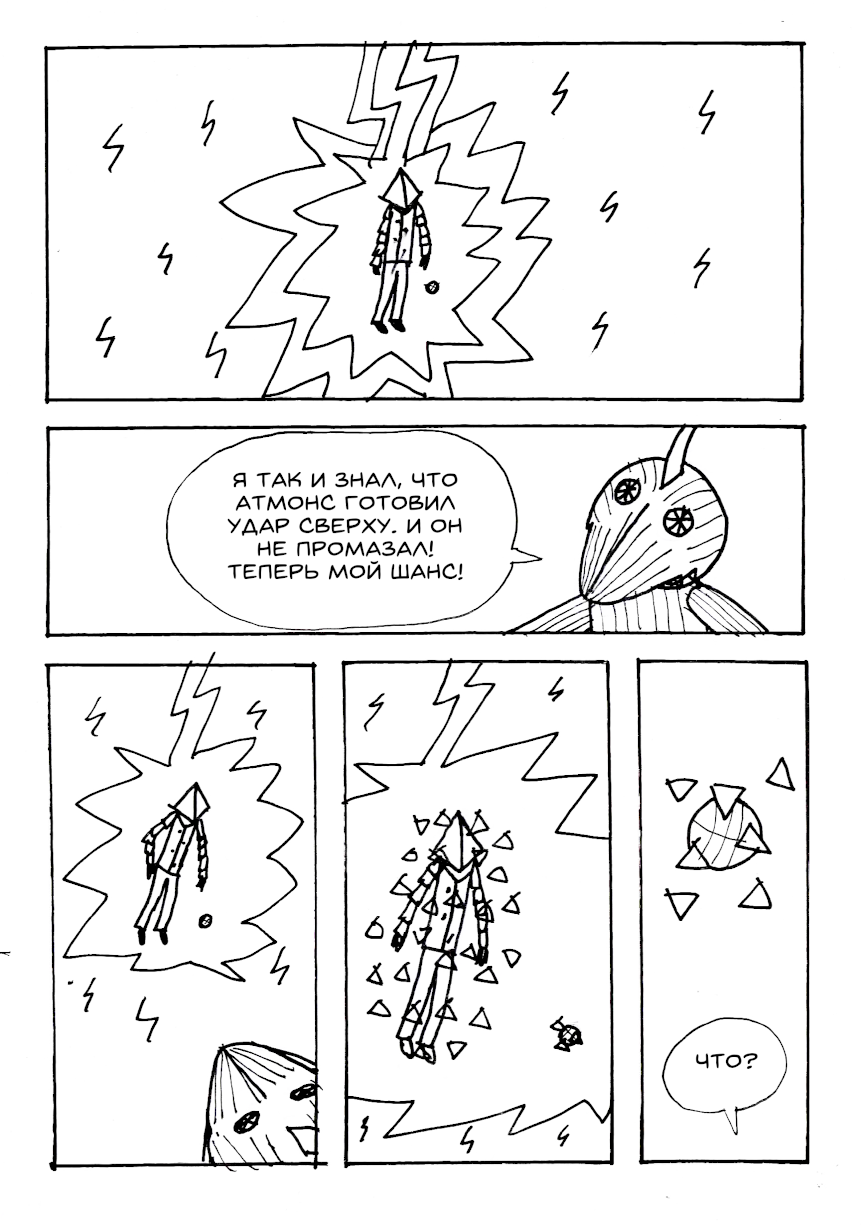 Я ТАК И ЗНАЛ, ЧТО
АТМОНС ГОТОВИЛ
УДАР СВЕРХУ. И ОН
НЕ ПРОМАЗАЛ!
ТЕПЕРЬ МОЙ ШАНС!
ЧТО?